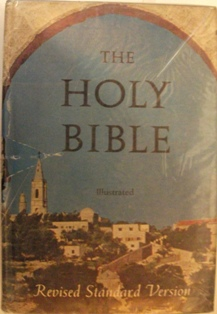 THE
HOLY
BIBLE
Illustrated
Revised Standard Version